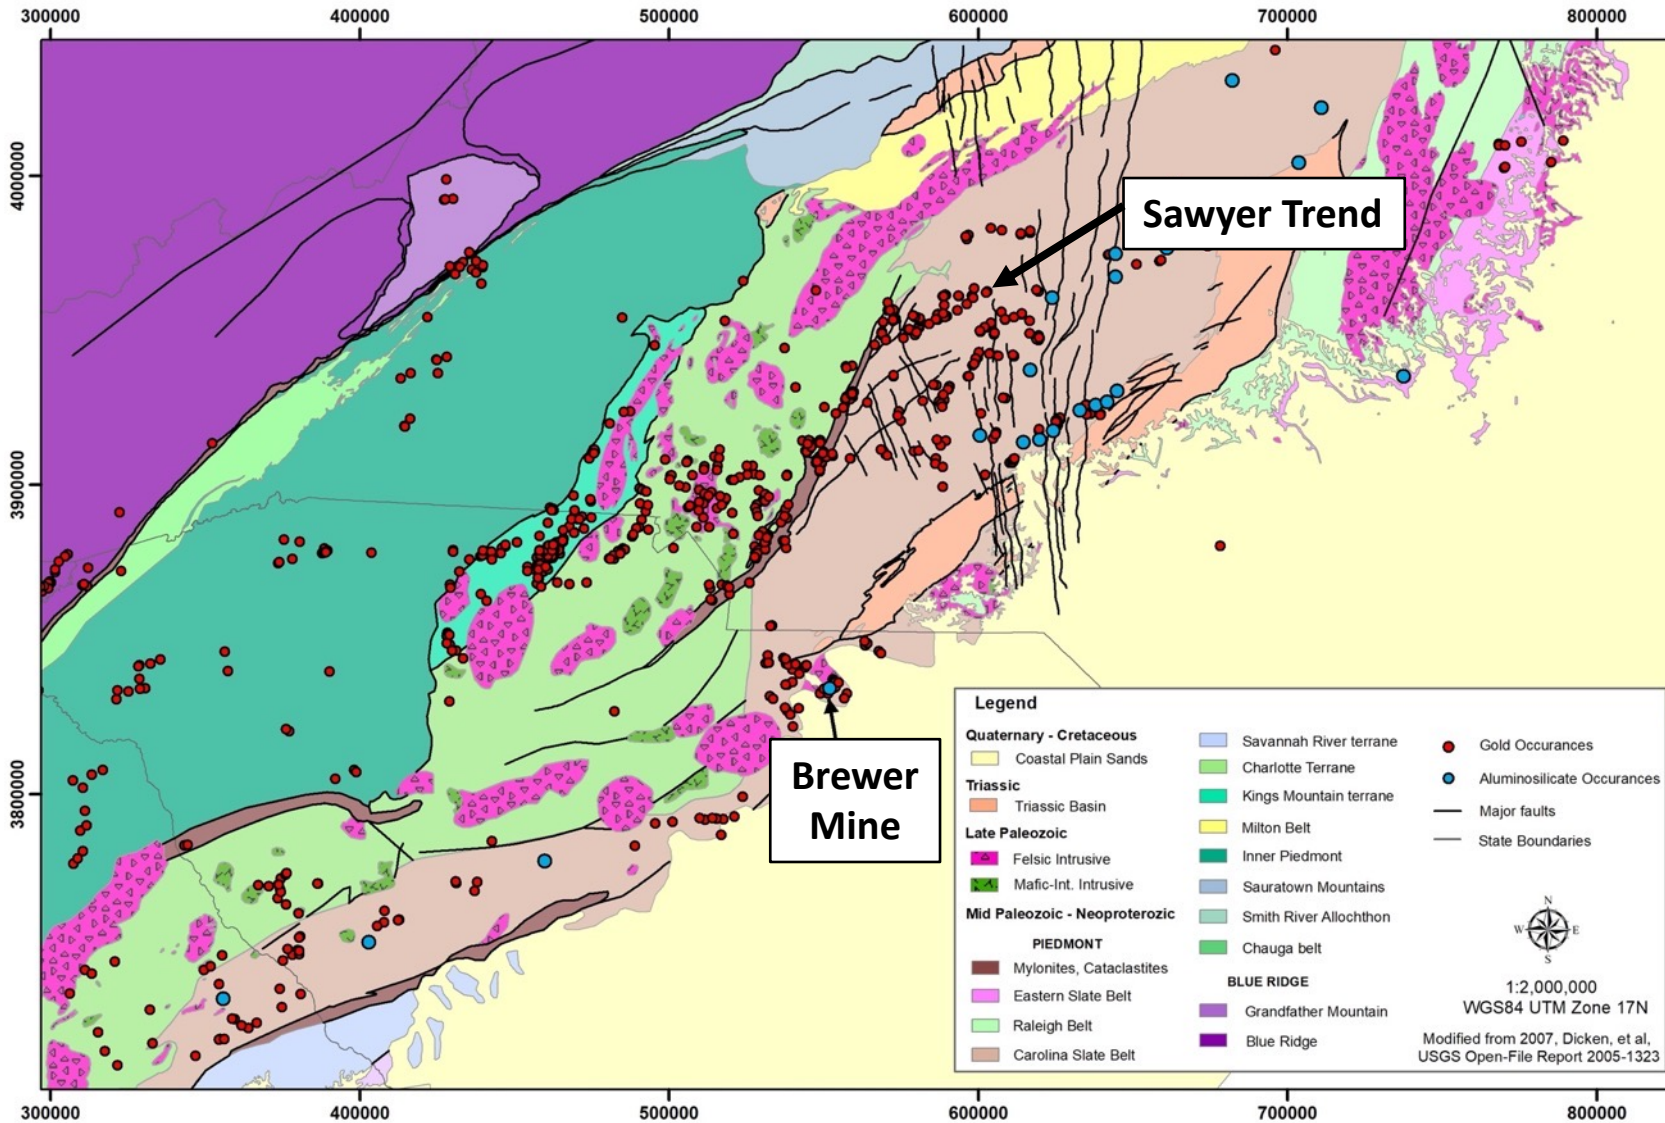 300000 400000 500000 600000 700000 800000
4000000
3900000
3800000
4000000
3900000
3800000
Sawyer Trend
Brewer
Mine
Legend
Quaternary - Cretaceous
Coastal Plain Sands
Triassic
Triassic Basin
Late Paleozoic
Felsic Intrusive
Mafic-Int. Intrusive
Mid Paleozoic - Neoproterozic
PIEDMONT
Mylonites, Cataclastites
Eastern Slate Belt
Raleigh Belt
Carolina Slate Belt
Savannah River terrane
Charlotte Terrane
Kings Mountain terrane
Milton Belt
Inner Piedmont
Sauratown Mountains
Smith River Allochthon
Chauga belt
BLUE RIDGE
Grandfather Mountain
Blue Ridge
Gold Occurances
Aluminosilicate Occurances
Major faults
State Boundaries
N
W E
S
1:2,000,000
WGS84 UTM Zone 17N
Modified from 2007, Dicken, et al,
USGS Open-File Report 2005-1323
300000 400000 500000 600000 700000 800000